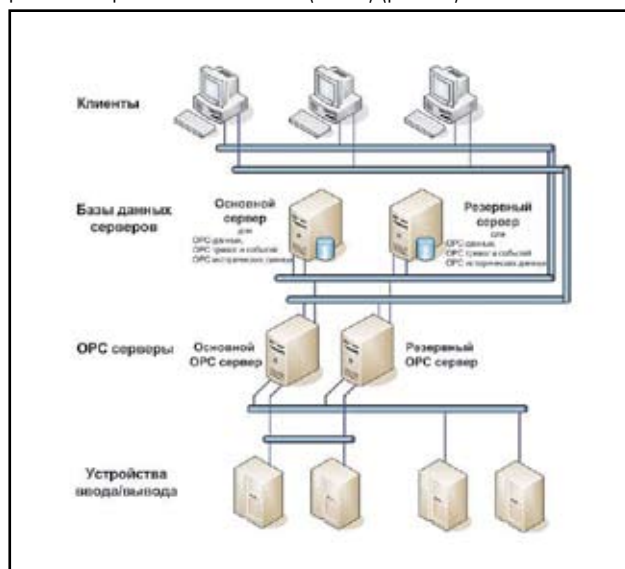 Клиенты
Базы данных
серверов
Основной
сервер
для
OPC данных,
OPC тревог и событий
OPC исторических данных
Резервный
сервер
для
OPC данных,
OPC тревог и событий
OPC исторических данных
OPC серверы
Основной
OPC сервер
Резервный
OPC сервер
Устройства
ввода/вывода